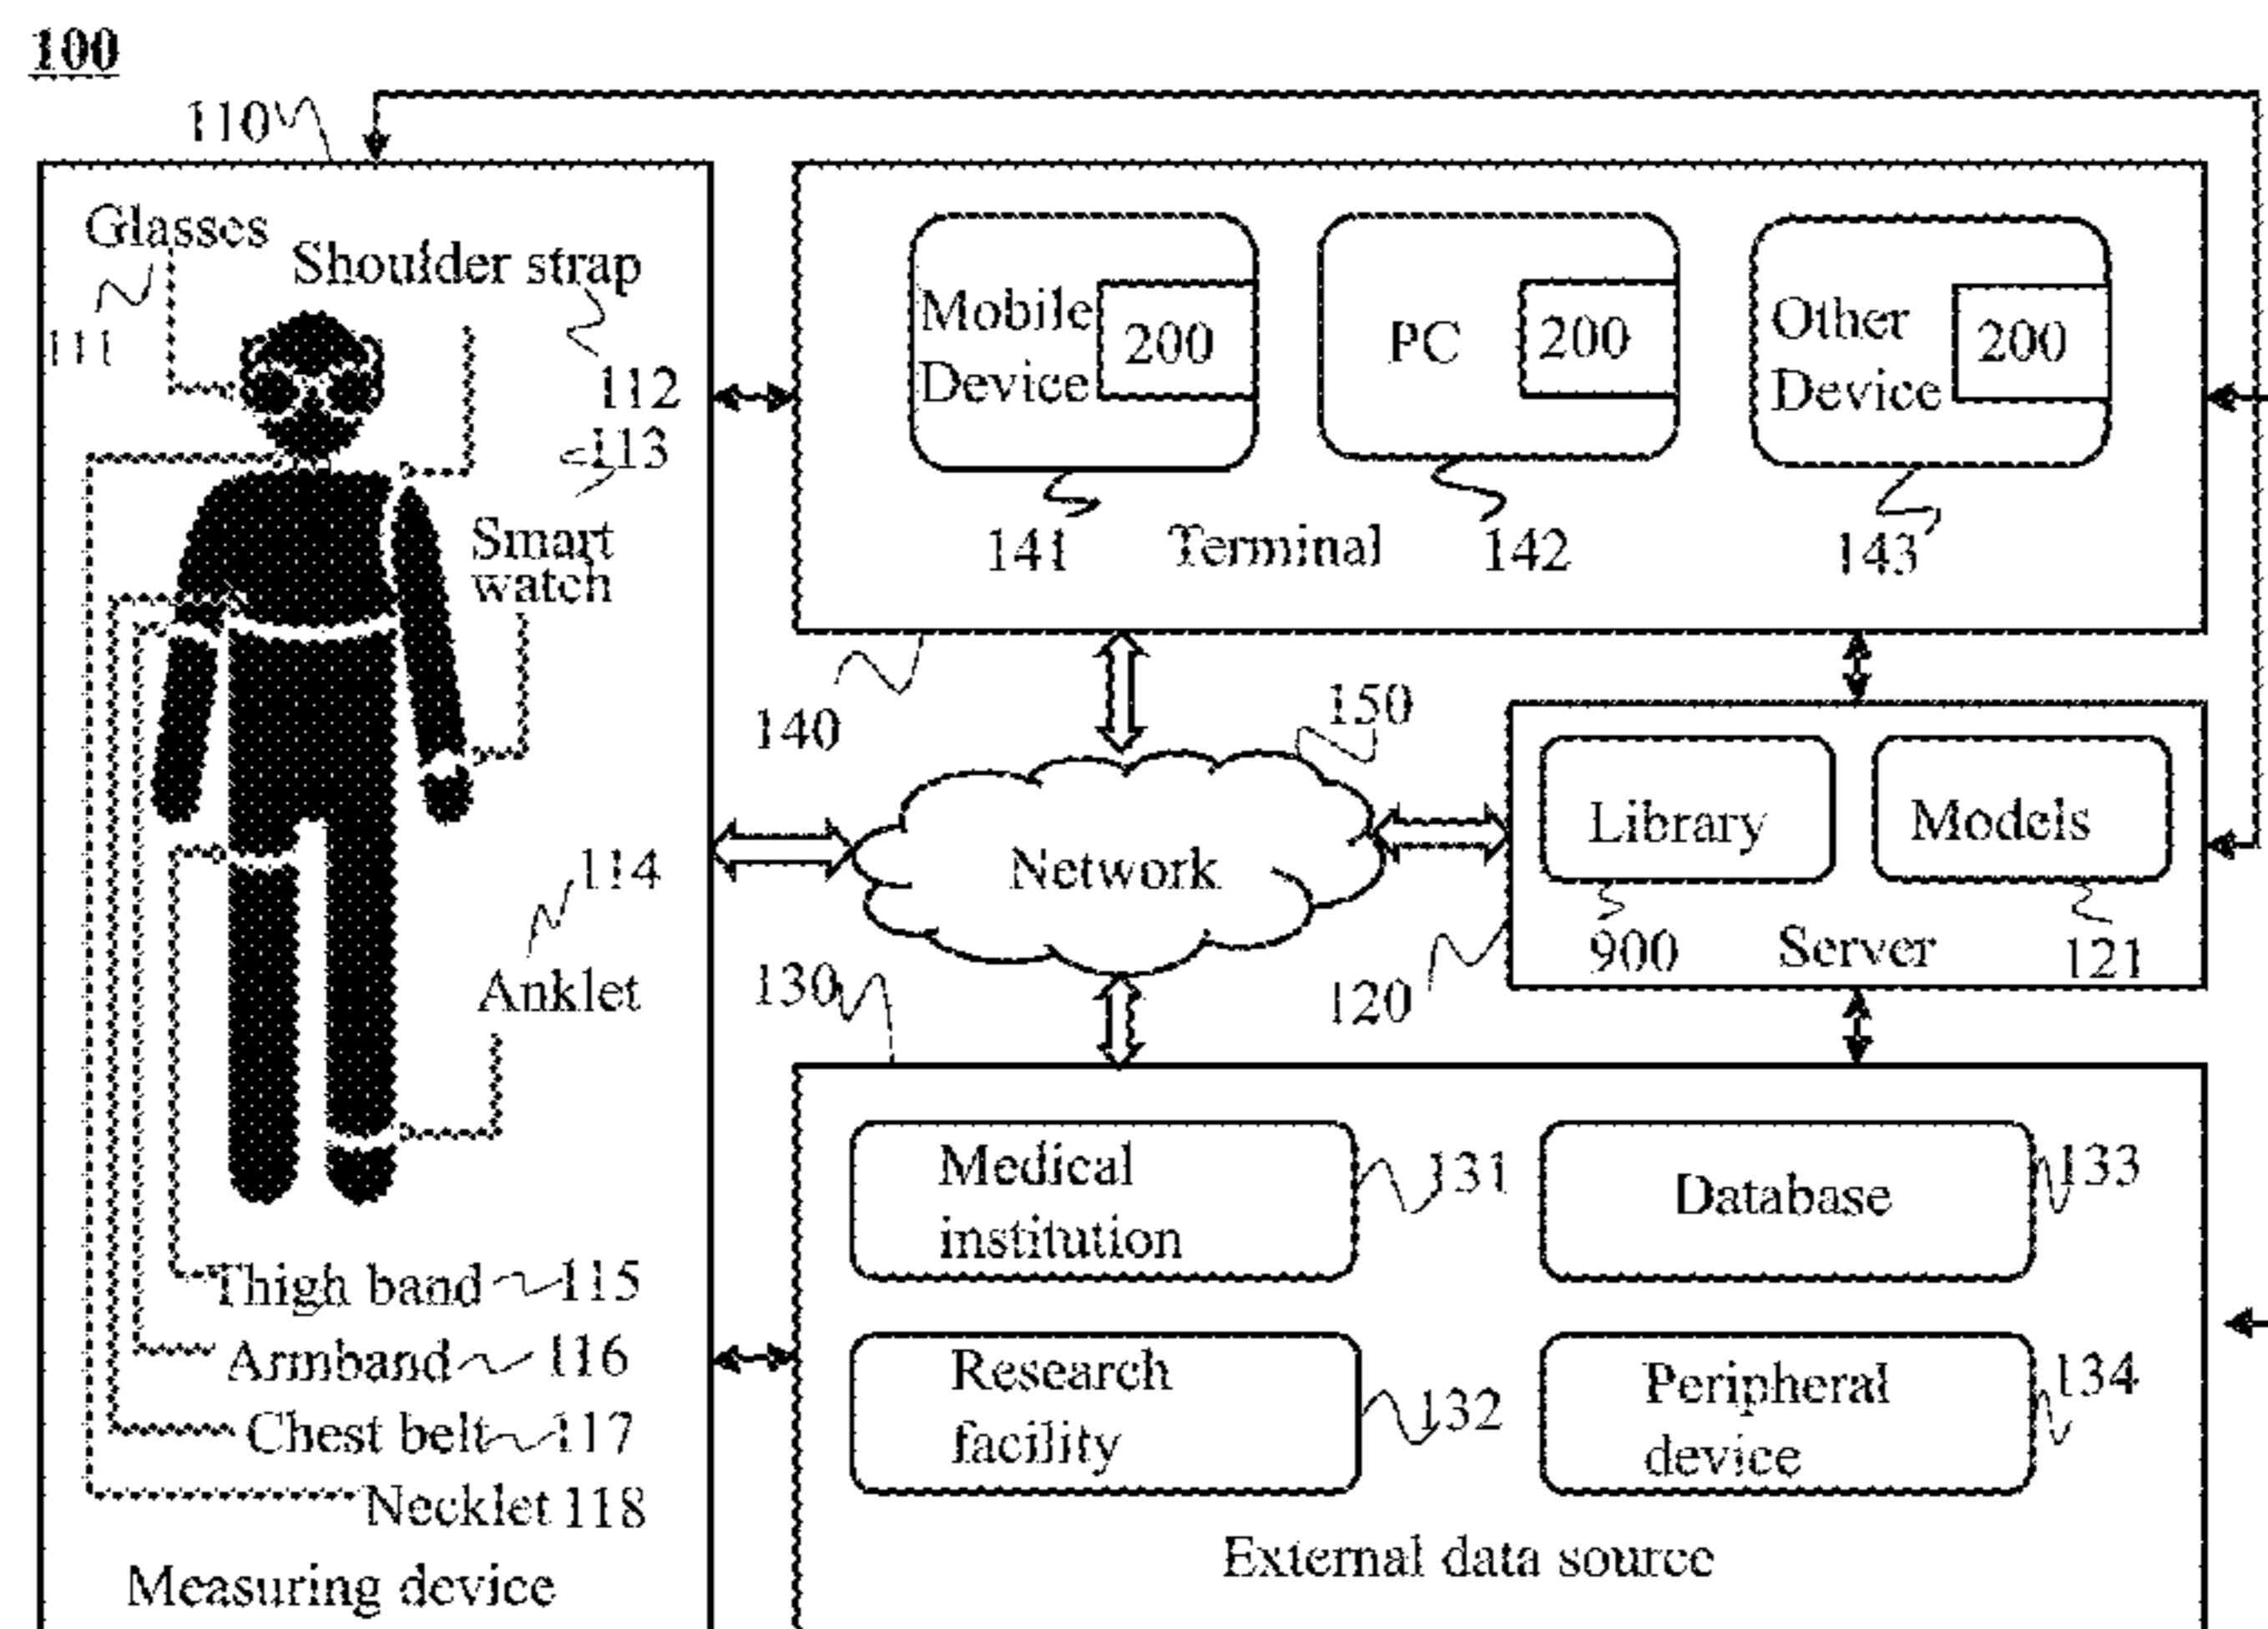 100
110
Glasses
Shoulder strap
111
112
113
Smart
watch
114
Anklet
Thigh band 115
Armband 116
Chest belt 117
Necklet 118
Measuring device
Mobile
Device
200
PC
200
Other
Device
200
141
Terminal
142
143
140
150
Network
Library
Models
900
Server
121
120
130
Medical
institution
131
Database
133
Research
facility
132
Peripheral
device
134
External data source